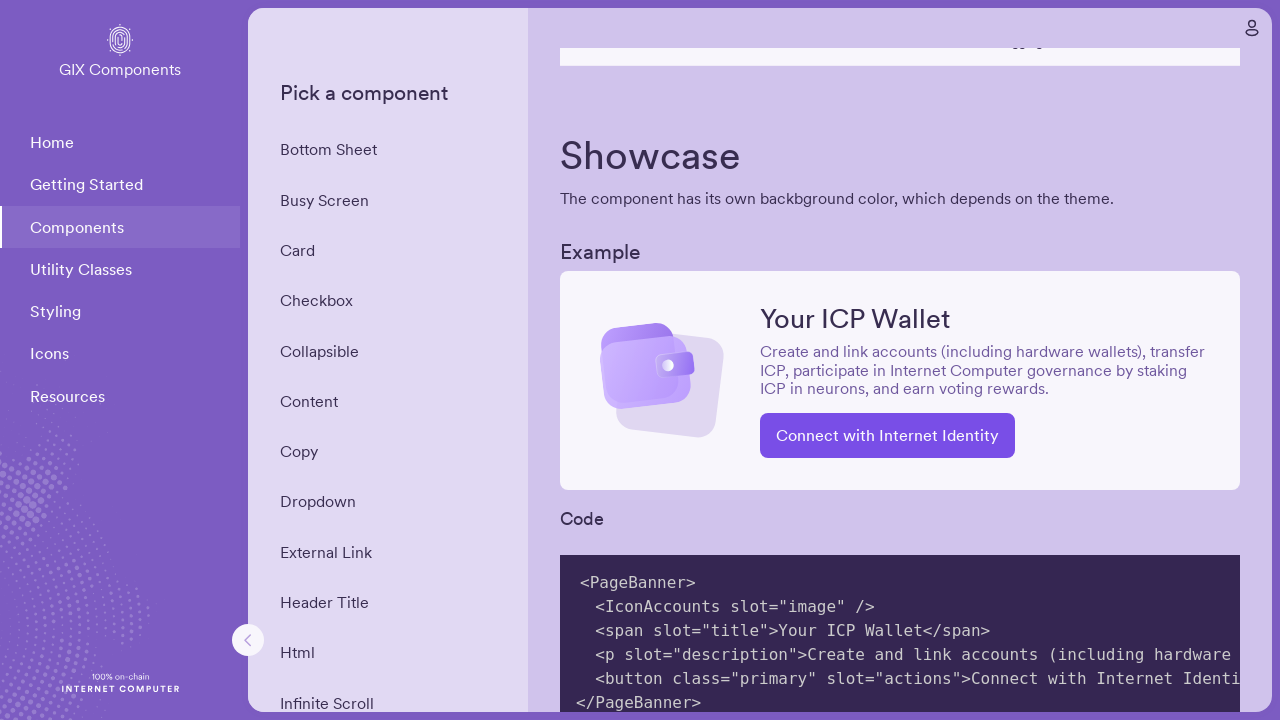 GIX Components
Home
Getting Started
Components
Utility Classes
Styling
Icons
Resources
100% on-chain
INTERNET COMPUTER
Pick a component
Bottom Sheet
Busy Screen
Card
Checkbox
Collapsible
Content
Copy
Dropdown
External Link
Header Title
Html
Infinite Scroll
Showcase
The component has its own backbground color, which depends on the theme.
Example
Your ICP Wallet
Create and link accounts (including hardware wallets), transfer
ICP, participate in Internet Computer governance by staking
ICP in neurons, and earn voting rewards.
Connect with Internet Identity
Code
<PageBanner>
<IconAccounts slot="image" />
<span slot="title">Your ICP Wallet</span>
<p slot="description">Create and link accounts (including hardware
<button class="primary" slot="actions">Connect with Internet Identi
</PageBanner>